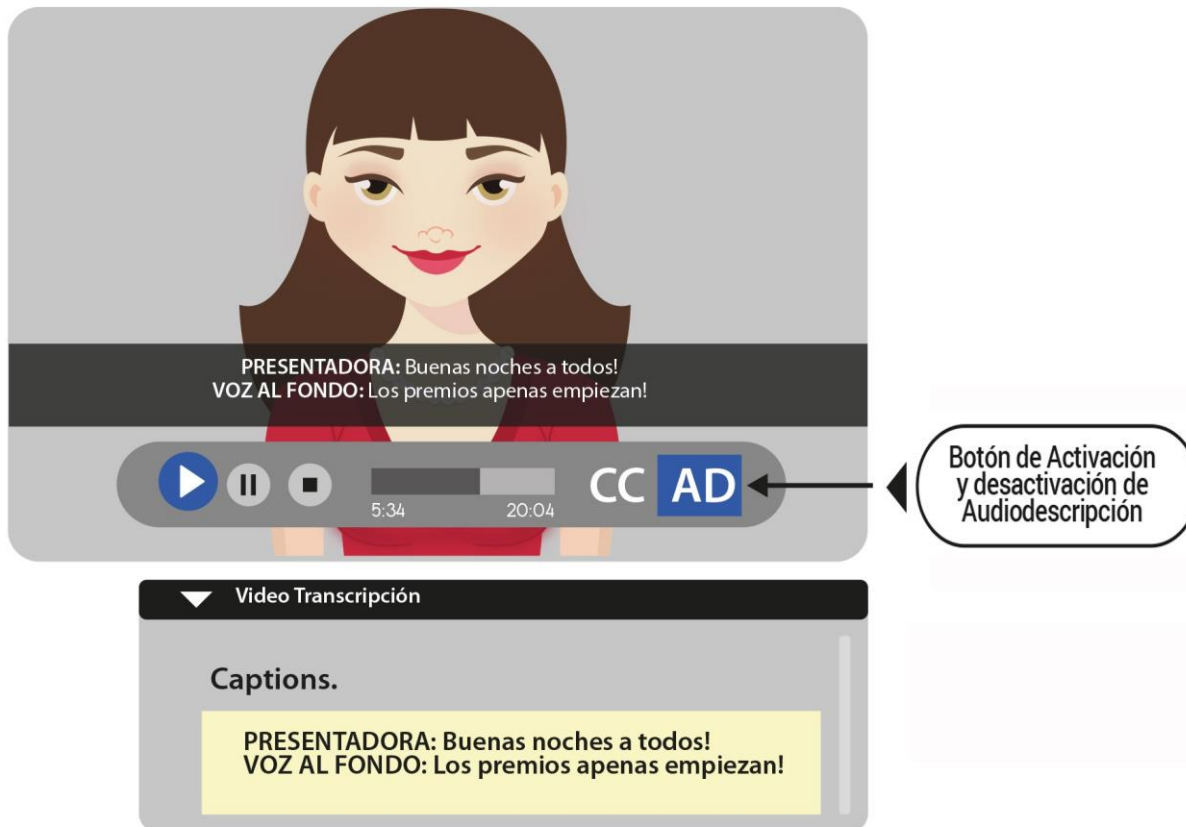 PRESENTADORA: Buenas noches a todos!
VOZ AL FONDO: Los premios apenas empiezan!
5:34
20:04
CC
AD
Botón de Activación
y desactivación de
Audiodescripción
Video Transcripción
Captions.
PRESENTADORA: Buenas noches a todos!
VOZ AL FONDO: Los premios apenas empiezan!